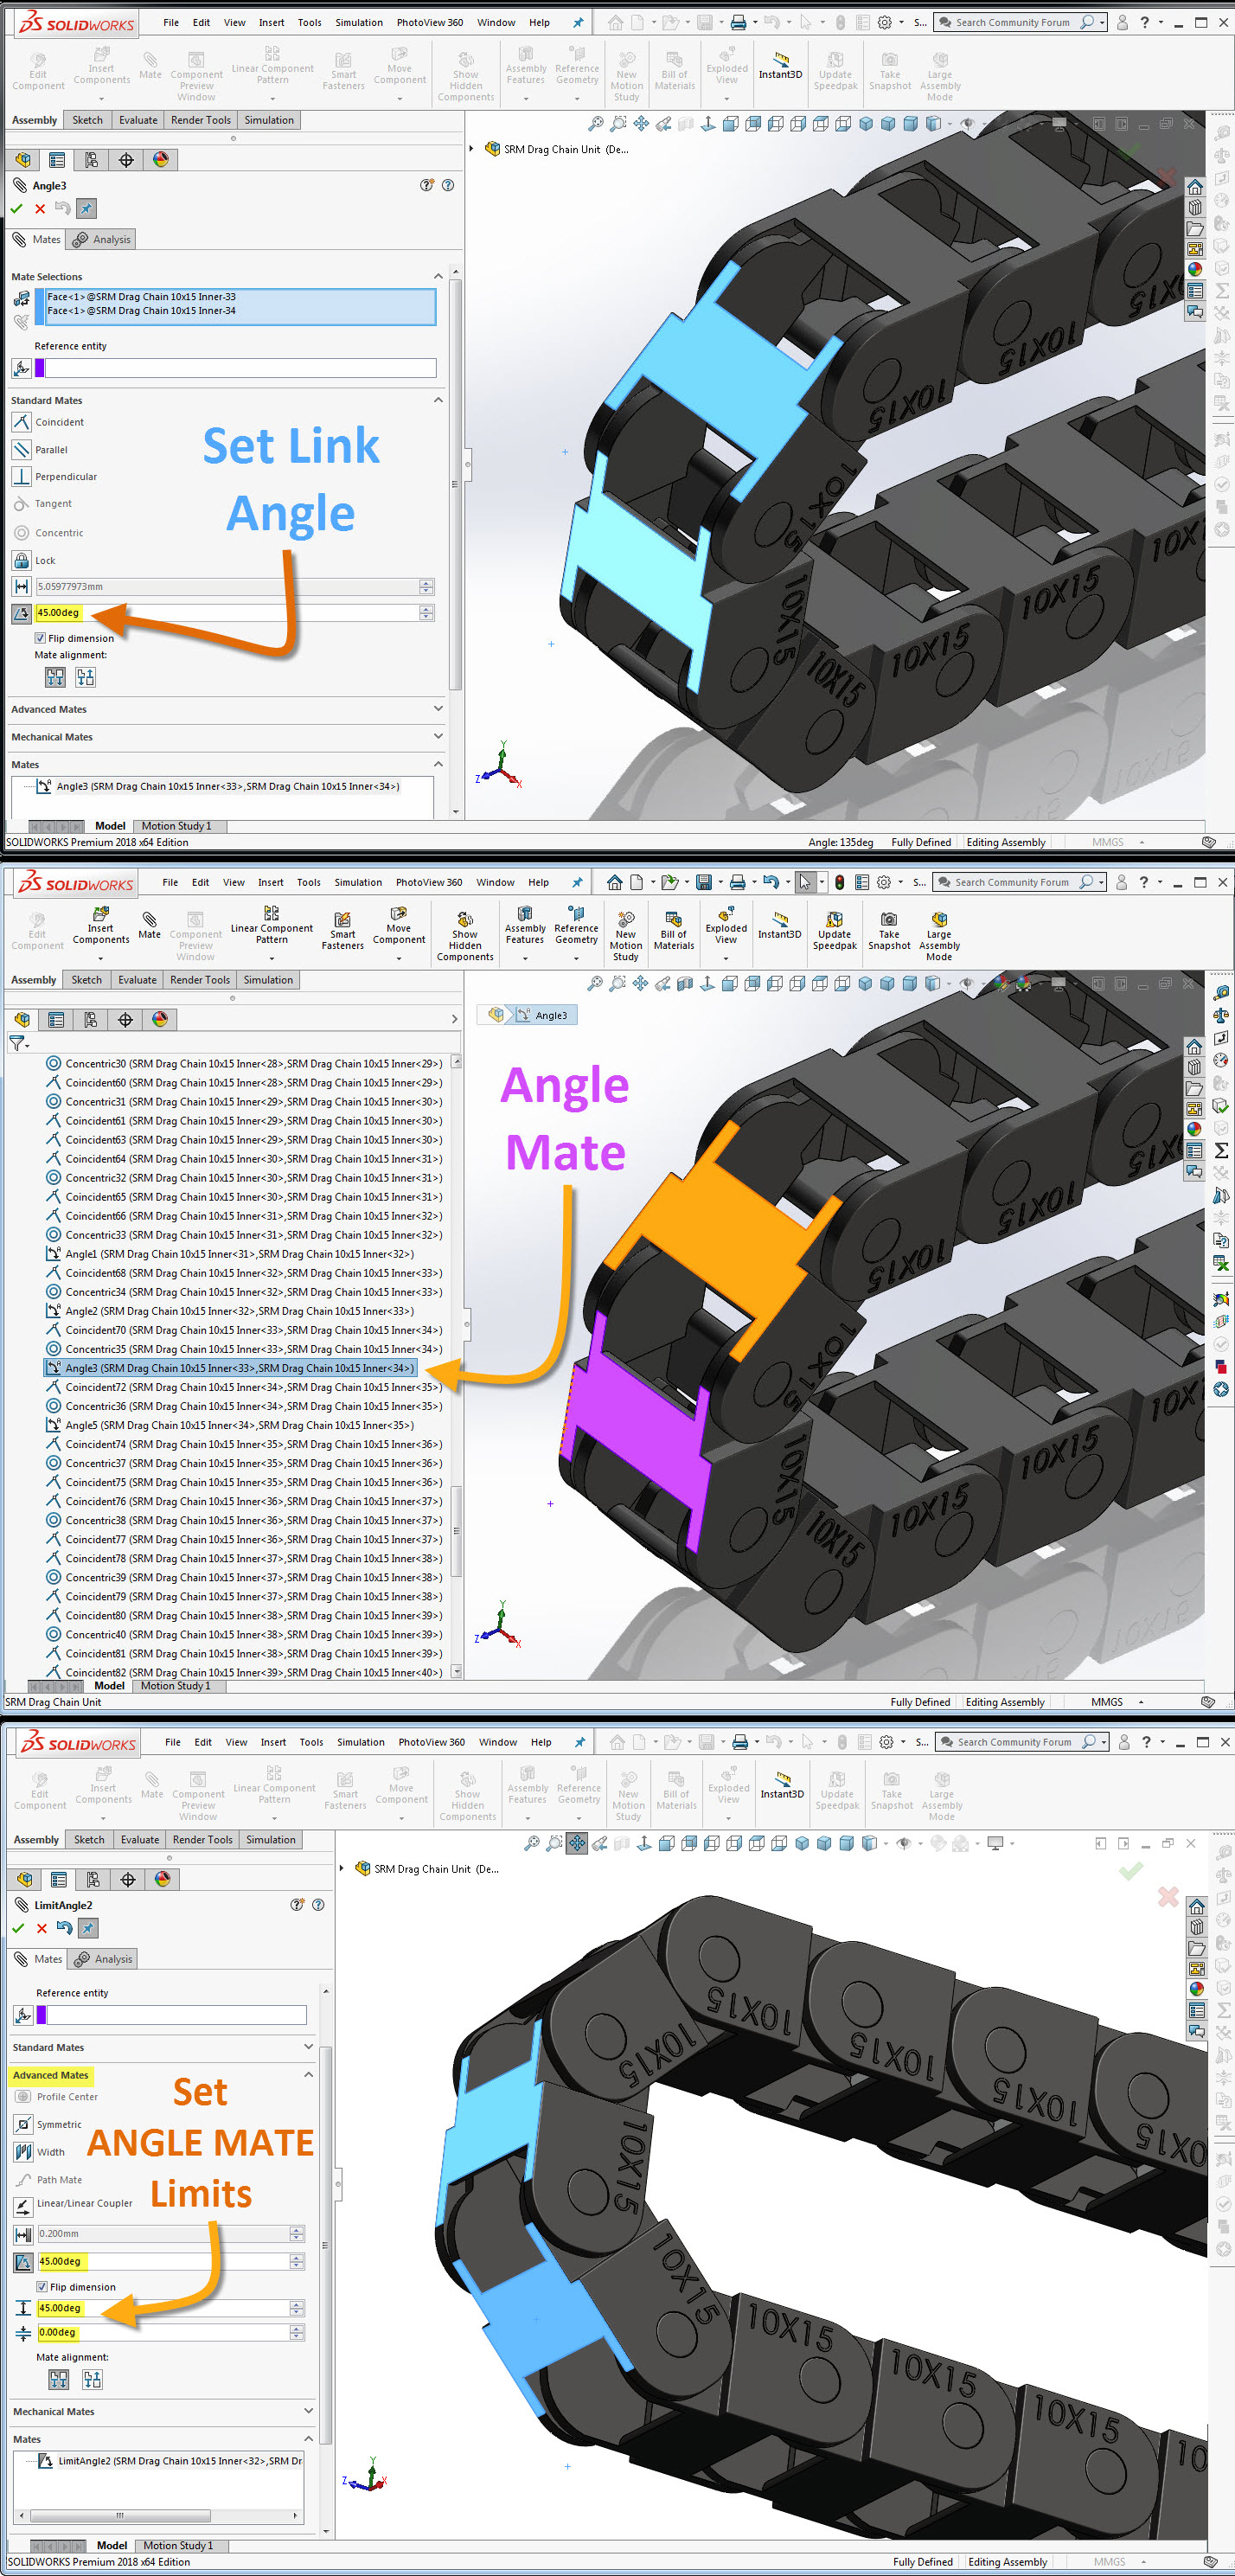 SOLIDWORKS File Edit View Insert Tools Simulation PhotoView 360 Window Help S... Search Community Forum ?
Edit Component
Insert Components
Mate
Component Preview Window
Linear Component Pattern
Smart Fasteners
Move Component
Show Hidden Components
Assembly Features
Reference Geometry
New Motion Study
Bill of Materials
Exploded View
Instant3D
Update Speedpak
Take Snapshot
Large Assembly Mode
Assembly Sketch Evaluate Render Tools Simulation
SRM Drag Chain Unit (De...
Angle3
Mates Analysis
Mate Selections
Face<1>@SRM Drag Chain 10x15 Inner-33
Face<1>@SRM Drag Chain 10x15 Inner-34
Reference entity
Standard Mates
Coincident
Parallel
Perpendicular
Tangent
Concentric
Lock
5.05977973mm
45.00deg
Flip dimension
Mate alignment:
Advanced Mates
Mechanical Mates
Mates
Angle3 (SRM Drag Chain 10x15 Inner<33>,SRM Drag Chain 10x15 Inner<34>)
Set Link
Angle
10X15
10X15
10X15
10X15
10X15
10X15
10X15
10X15
Y
Z
X
Model Motion Study 1
SOLIDWORKS Premium 2018 x64 Edition Angle: 135deg Fully Defined Editing Assembly MMGS
SOLIDWORKS File Edit View Insert Tools Simulation PhotoView 360 Window Help S... Search Community Forum ?
Edit Component
Insert Components
Mate
Component Preview Window
Linear Component Pattern
Smart Fasteners
Move Component
Show Hidden Components
Assembly Features
Reference Geometry
New Motion Study
Bill of Materials
Exploded View
Instant3D
Update Speedpak
Take Snapshot
Large Assembly Mode
Assembly Sketch Evaluate Render Tools Simulation
Angle3
Concentric30 (SRM Drag Chain 10x15 Inner<28>,SRM Drag Chain 10x15 Inner<29>)
Coincident60 (SRM Drag Chain 10x15 Inner<28>,SRM Drag Chain 10x15 Inner<29>)
Concentric31 (SRM Drag Chain 10x15 Inner<29>,SRM Drag Chain 10x15 Inner<30>)
Coincident61 (SRM Drag Chain 10x15 Inner<29>,SRM Drag Chain 10x15 Inner<30>)
Coincident63 (SRM Drag Chain 10x15 Inner<29>,SRM Drag Chain 10x15 Inner<30>)
Coincident64 (SRM Drag Chain 10x15 Inner<30>,SRM Drag Chain 10x15 Inner<31>)
Concentric32 (SRM Drag Chain 10x15 Inner<30>,SRM Drag Chain 10x15 Inner<31>)
Coincident65 (SRM Drag Chain 10x15 Inner<30>,SRM Drag Chain 10x15 Inner<31>)
Coincident66 (SRM Drag Chain 10x15 Inner<31>,SRM Drag Chain 10x15 Inner<32>)
Concentric33 (SRM Drag Chain 10x15 Inner<31>,SRM Drag Chain 10x15 Inner<32>)
Angle1 (SRM Drag Chain 10x15 Inner<31>,SRM Drag Chain 10x15 Inner<32>)
Coincident68 (SRM Drag Chain 10x15 Inner<32>,SRM Drag Chain 10x15 Inner<33>)
Concentric34 (SRM Drag Chain 10x15 Inner<32>,SRM Drag Chain 10x15 Inner<33>)
Angle2 (SRM Drag Chain 10x15 Inner<32>,SRM Drag Chain 10x15 Inner<33>)
Coincident70 (SRM Drag Chain 10x15 Inner<33>,SRM Drag Chain 10x15 Inner<34>)
Concentric35 (SRM Drag Chain 10x15 Inner<33>,SRM Drag Chain 10x15 Inner<34>)
Angle3 (SRM Drag Chain 10x15 Inner<33>,SRM Drag Chain 10x15 Inner<34>)
Coincident72 (SRM Drag Chain 10x15 Inner<34>,SRM Drag Chain 10x15 Inner<35>)
Concentric36 (SRM Drag Chain 10x15 Inner<34>,SRM Drag Chain 10x15 Inner<35>)
Angle5 (SRM Drag Chain 10x15 Inner<34>,SRM Drag Chain 10x15 Inner<35>)
Coincident74 (SRM Drag Chain 10x15 Inner<35>,SRM Drag Chain 10x15 Inner<36>)
Concentric37 (SRM Drag Chain 10x15 Inner<35>,SRM Drag Chain 10x15 Inner<36>)
Coincident75 (SRM Drag Chain 10x15 Inner<35>,SRM Drag Chain 10x15 Inner<36>)
Coincident76 (SRM Drag Chain 10x15 Inner<36>,SRM Drag Chain 10x15 Inner<37>)
Concentric38 (SRM Drag Chain 10x15 Inner<36>,SRM Drag Chain 10x15 Inner<37>)
Coincident77 (SRM Drag Chain 10x15 Inner<36>,SRM Drag Chain 10x15 Inner<37>)
Coincident78 (SRM Drag Chain 10x15 Inner<37>,SRM Drag Chain 10x15 Inner<38>)
Concentric39 (SRM Drag Chain 10x15 Inner<37>,SRM Drag Chain 10x15 Inner<38>)
Coincident79 (SRM Drag Chain 10x15 Inner<37>,SRM Drag Chain 10x15 Inner<38>)
Coincident80 (SRM Drag Chain 10x15 Inner<38>,SRM Drag Chain 10x15 Inner<39>)
Concentric40 (SRM Drag Chain 10x15 Inner<38>,SRM Drag Chain 10x15 Inner<39>)
Coincident81 (SRM Drag Chain 10x15 Inner<38>,SRM Drag Chain 10x15 Inner<39>)
Coincident82 (SRM Drag Chain 10x15 Inner<39>,SRM Drag Chain 10x15 Inner<40>)
Angle
Mate
10X15
10X15
10X15
10X15
10X15
10X15
10X15
10X15
Y
Z
X
Model Motion Study 1
SRM Drag Chain Unit Fully Defined Editing Assembly MMGS
SOLIDWORKS File Edit View Insert Tools Simulation PhotoView 360 Window Help S... Search Community Forum ?
Edit Component
Insert Components
Mate
Component Preview Window
Linear Component Pattern
Smart Fasteners
Move Component
Show Hidden Components
Assembly Features
Reference Geometry
New Motion Study
Bill of Materials
Exploded View
Instant3D
Update Speedpak
Take Snapshot
Large Assembly Mode
Assembly Sketch Evaluate Render Tools Simulation
SRM Drag Chain Unit (De...
LimitAngle2
Mates Analysis
Reference entity
Standard Mates
Advanced Mates
Profile Center
Symmetric
Width
Path Mate
Linear/Linear Coupler
0.200mm
45.00deg
Flip dimension
45.00deg
0.00deg
Mate alignment:
Mechanical Mates
Mates
LimitAngle2 (SRM Drag Chain 10x15 Inner<32>,SRM Dr
Set
ANGLE MATE
Limits
10X15
10X15
10X15
10X15
10X15
10X15
10X15
10X15
10X15
10X15
10
Y
Z
X
Model Motion Study 1
SOLIDWORKS Premium 2018 x64 Edition Fully Defined Editing Assembly MMGS